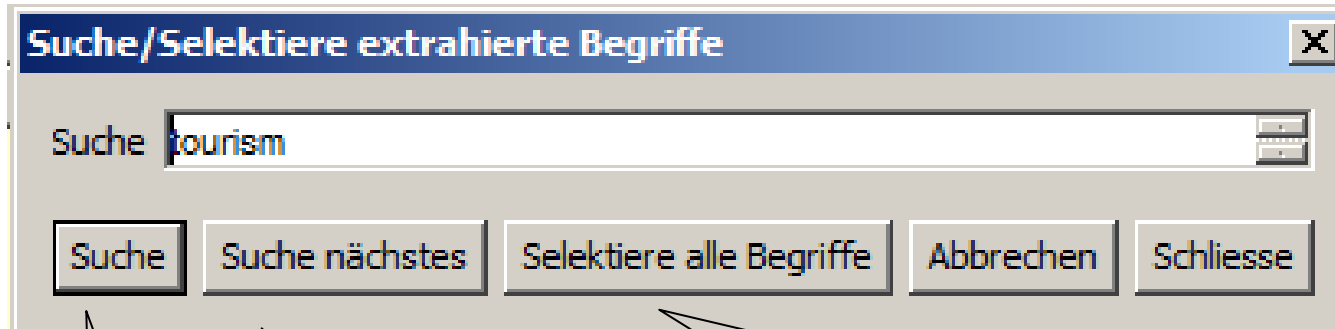 Suche/Selektiere extrahierte Begriffe
Suche tourism
Suche Suche nächstes Selektiere alle Begriffe Abbrechen Schliesse